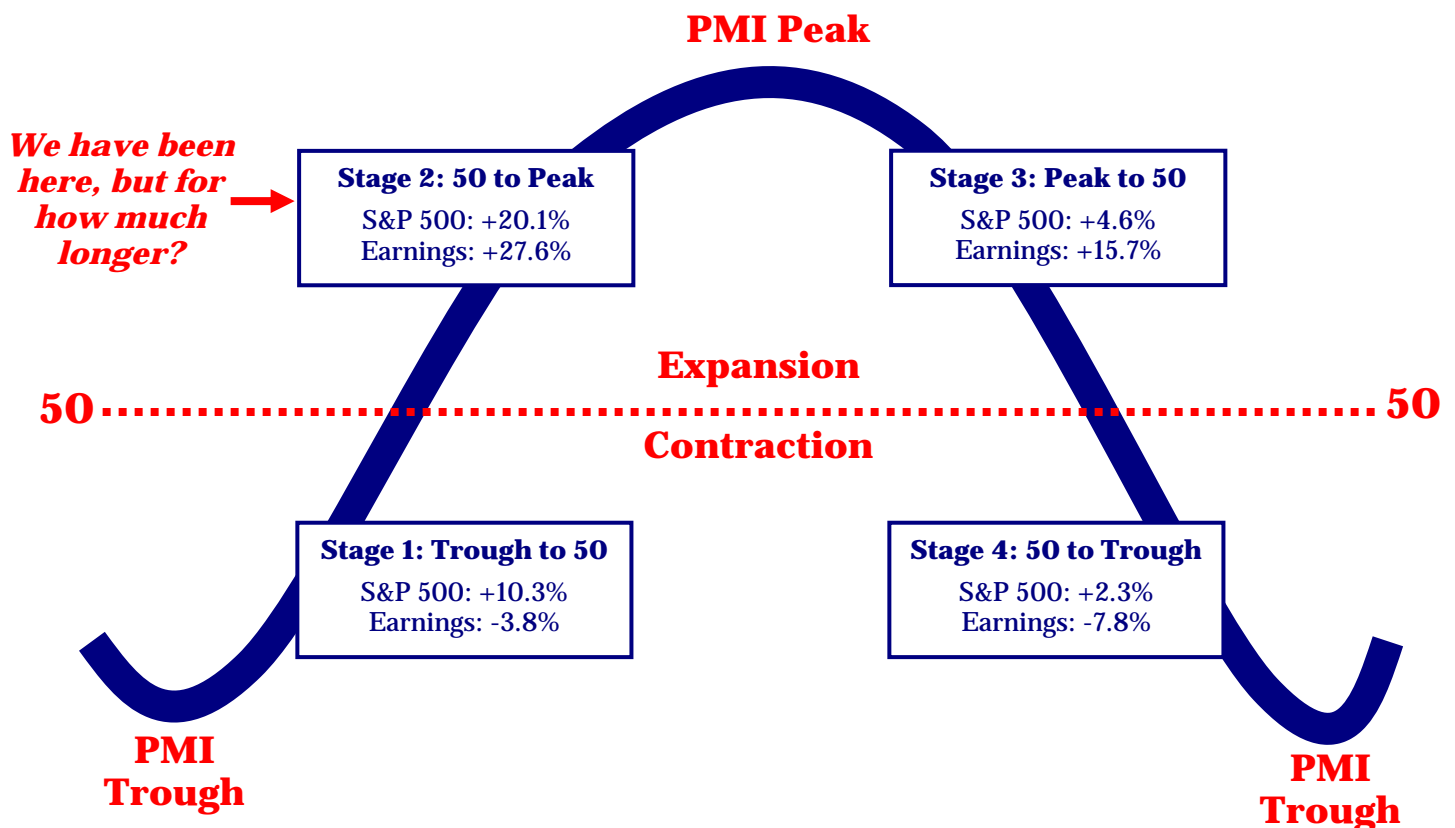 PMI Peak
We have been
here, but for
how much
longer?
Stage 2: 50 to Peak
S&P 500: +20.1%
Earnings: +27.6%
Stage 3: Peak to 50
S&P 500: +4.6%
Earnings: +15.7%
Expansion
50
50
Contraction
Stage 1: Trough to 50
S&P 500: +10.3%
Earnings: -3.8%
Stage 4: 50 to Trough
S&P 500: +2.3%
Earnings: -7.8%
PMI
Trough
PMI
Trough